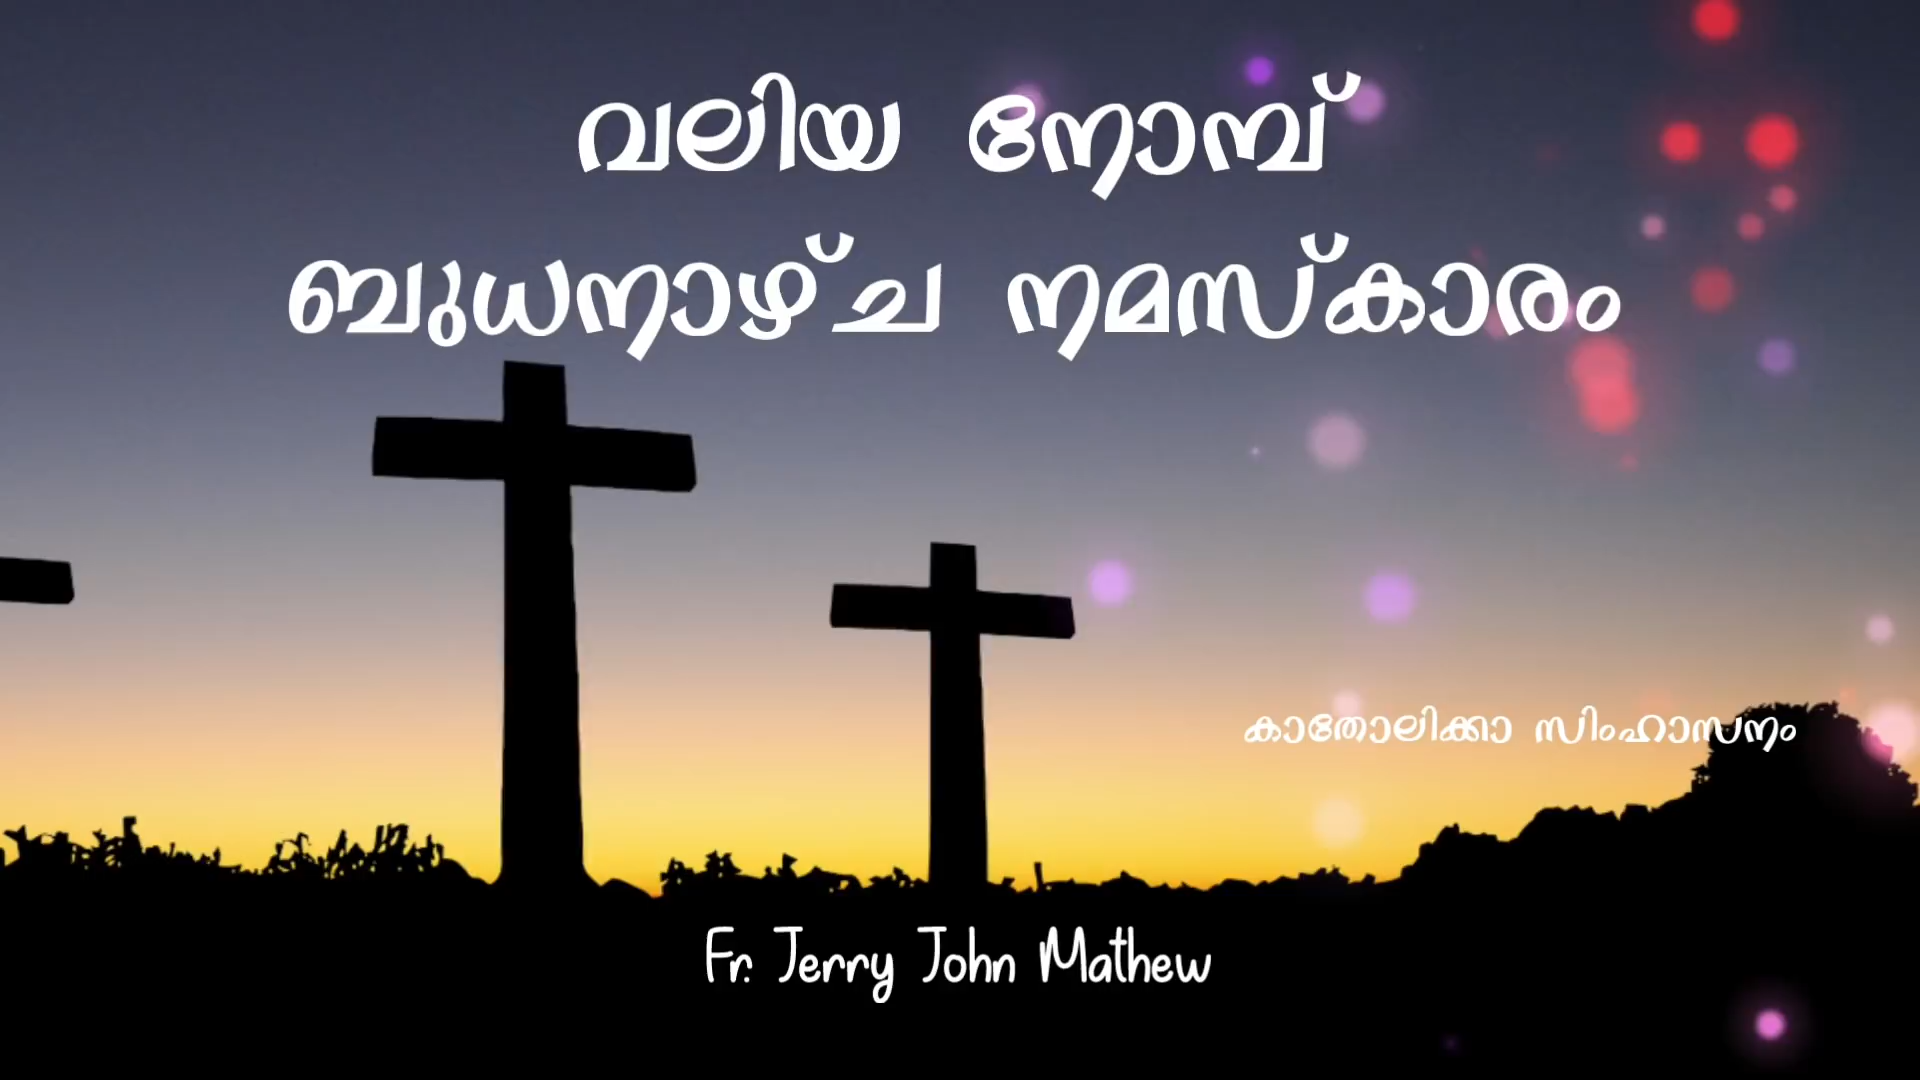 വലിയ നോമ്പ്
ബുധനാഴ്ച നമസ്കാരം
കാതോലിക്കാ സിംഹാസനം
Fr. Jerry John Mathew